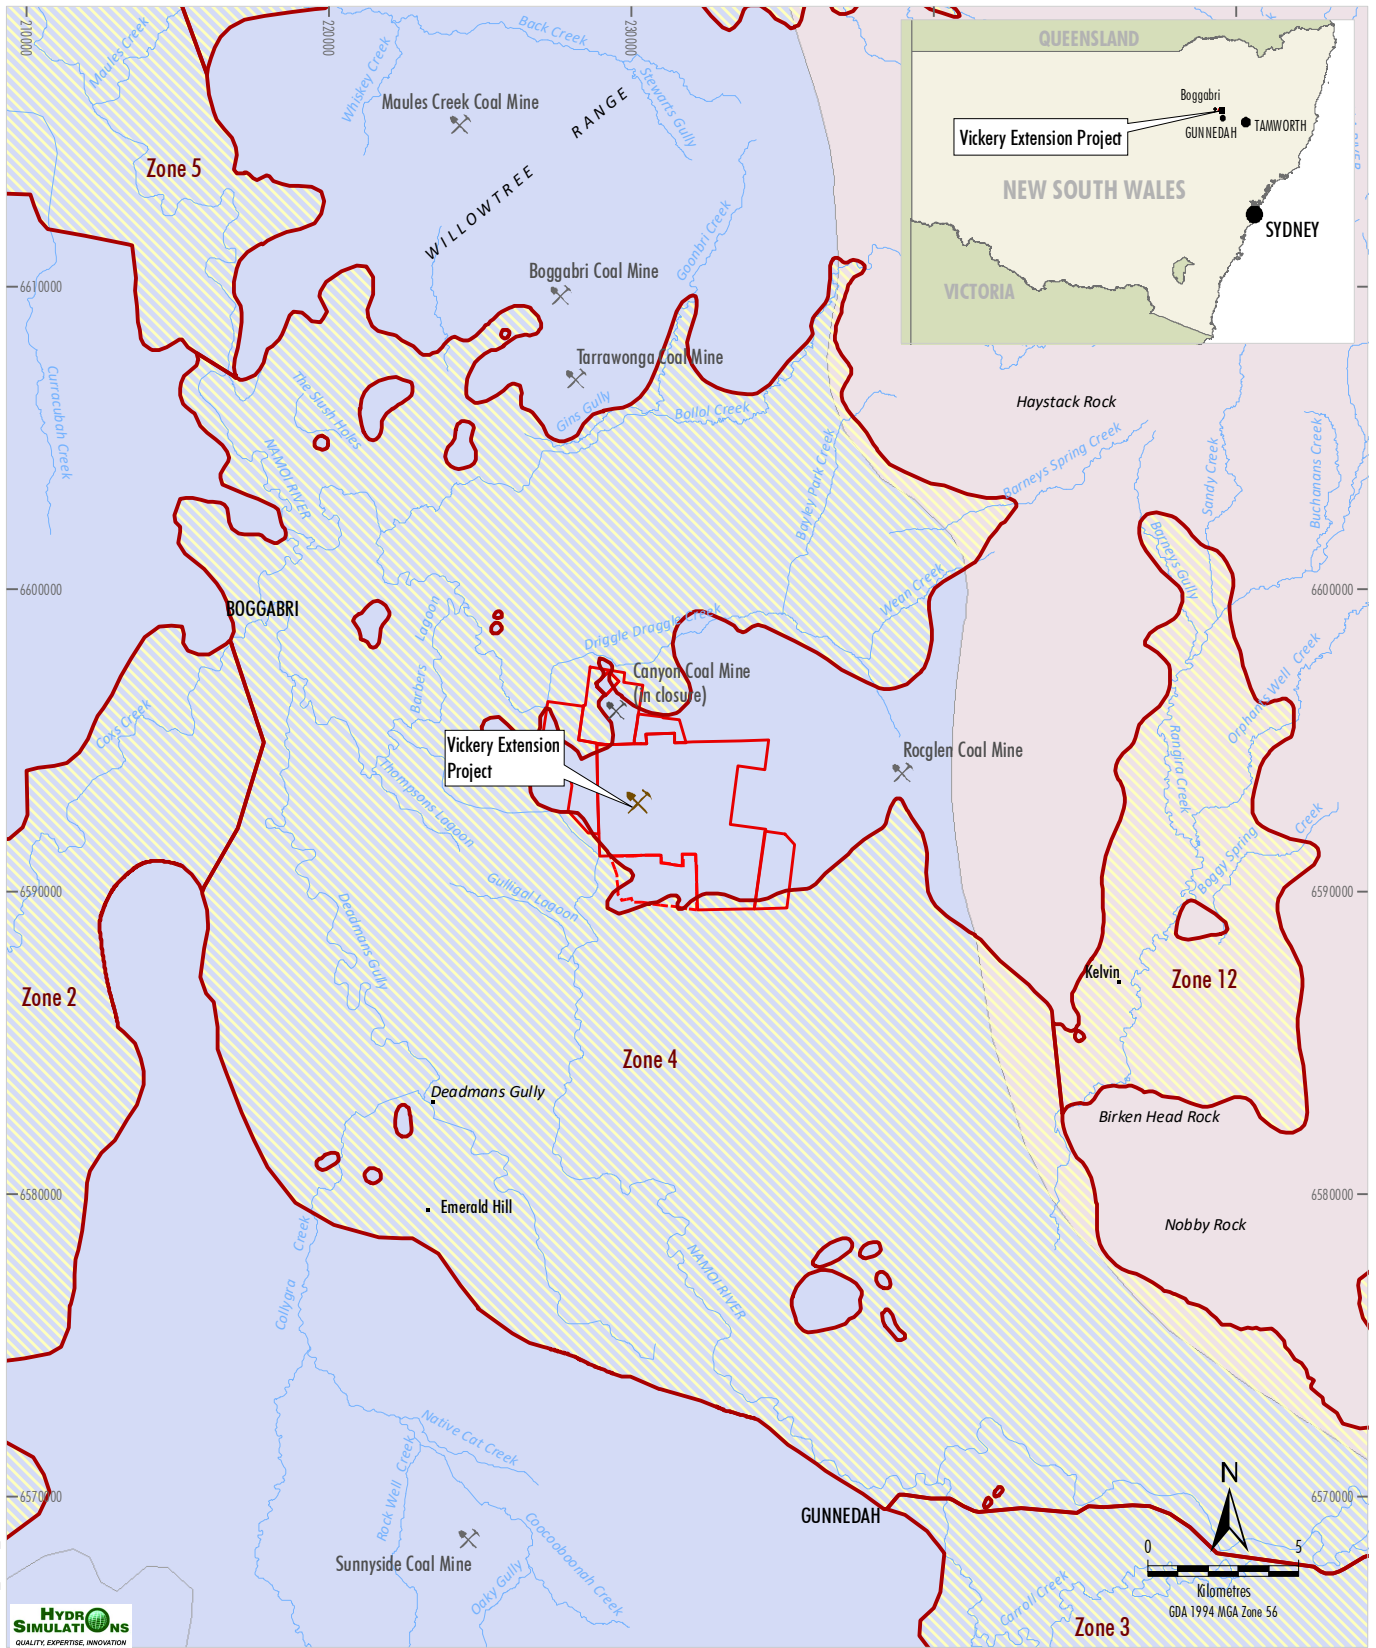 210000
220000
230000
Maules Creek
Whiskey Creek
Back Creek
Stewarts Gully
Maules Creek Coal Mine
WILLOWTREE RANGE
Zone 5
Goonbri Creek
Boggabri Coal Mine
6610000
Tarrawonga Coal Mine
QUEENSLAND
Boggabri
GUNNEDAH
TAMWORTH
Vickery Extension Project
NEW SOUTH WALES
SYDNEY
VICTORIA
RIVER
Curracubah Creek
The Slush Holes
Gins Gully
Bollol Creek
Haystack Rock
NAMOI RIVER
Bayley Park Creek
Barneys Spring Creek
Sandy Creek
Buchanans Creek
Barneys Gully
6600000
6600000
BOGGABRI
Barbers Lagoon
Driggle Draggle Creek
Wean Creek
Canyon Coal Mine
(in closure)
Orphans Well Creek
Coxs Creek
Vickery Extension
Project
Rocglen Coal Mine
Rangira Creek
Thompsons Lagoon
Boggy Spring Creek
6590000
6590000
Gulligal Lagoon
Deadmans Gully
Zone 2
Kelvin
Zone 12
Zone 4
Deadmans Gully
Birken Head Rock
6580000
6580000
Emerald Hill
Nobby Rock
Collygra Creek
NAMOI RIVER
Native Cat Creek
Rock Well Creek
6570000
6570000
GUNNEDAH
N
0 5
Kilometres
GDA 1994 MGA Zone 56
Sunnyside Coal Mine
Coocooboonah Creek
Oaky Gully
Carroll Creek
Zone 3
HYDRO
SIMULATIONS
QUALITY, EXPERTISE, INNOVATION